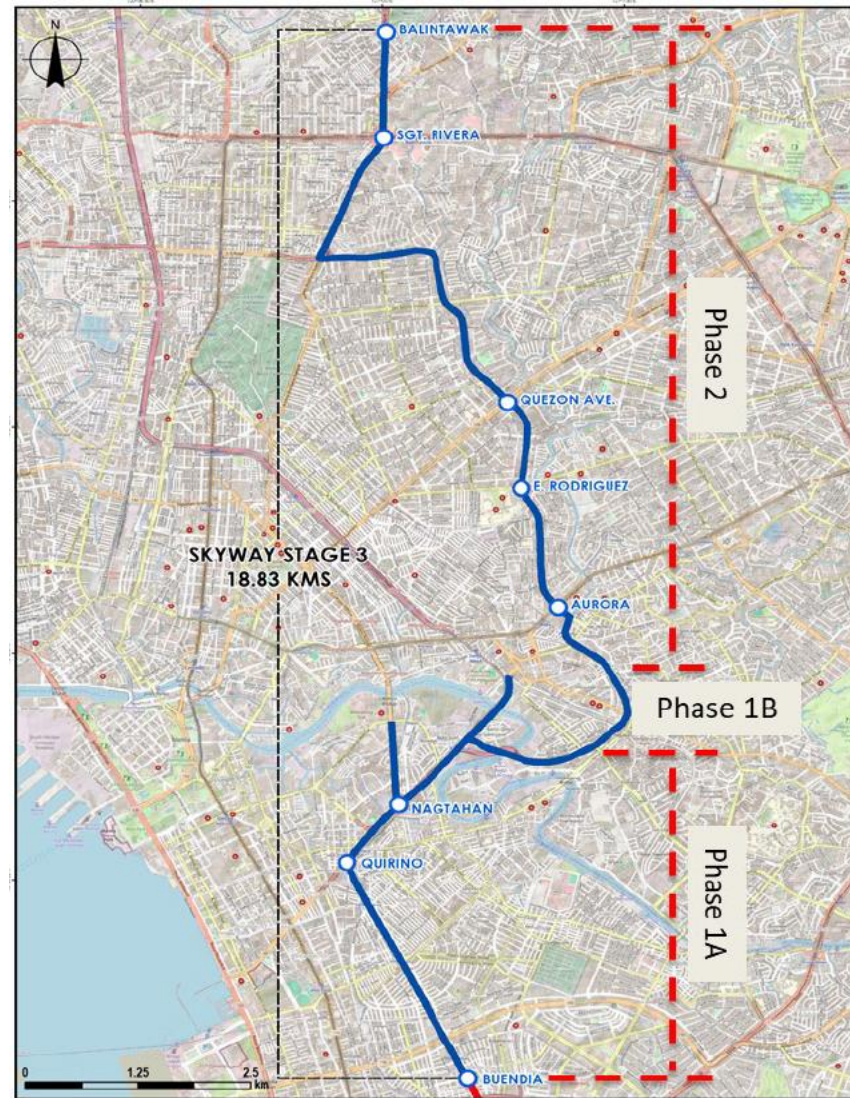 N
BALINTAWAK
SGT. RIVERA
Phase 2
QUEZON AVE.
E. RODRIGUEZ
SKYWAY STAGE 3
18.83 KMS
AURORA
Phase 1B
NAGTAHAN
QUIRINO
Phase 1A
0 1.25 2.5
km
BUENDIA